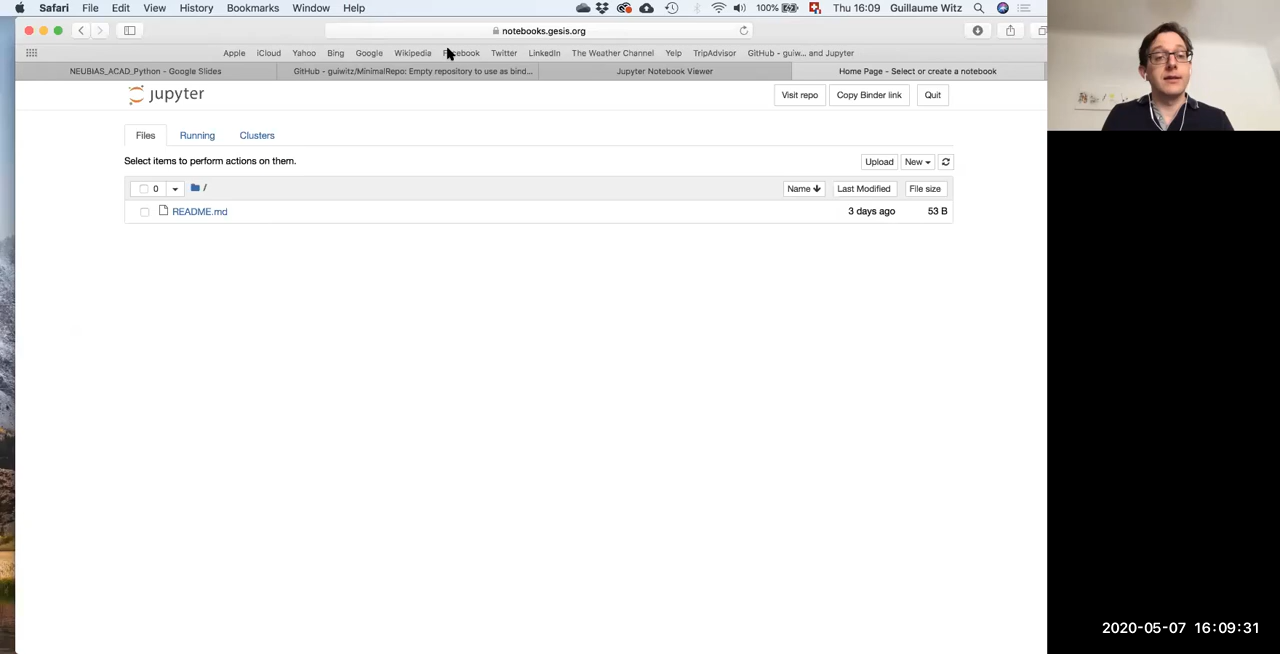 Safari File Edit View History Bookmarks Window Help 100% Thu 16:09 Guillaume Witz
notebooks.gesis.org
Apple iCloud Yahoo Bing Google Wikipedia Facebook Twitter LinkedIn The Weather Channel Yelp TripAdvisor GitHub - guiw... and Jupyter
NEUBIAS_ACAD_Python - Google Slides GitHub - guiwitz/MinimalRepo: Empty repository to use as bind... Jupyter Notebook Viewer Home Page - Select or create a notebook
jupyter Visit repo Copy Binder link Quit
Files Running Clusters
Select items to perform actions on them. Upload New
0 / Name Last Modified File size
README.md 3 days ago 53 B
2020-05-07 16:09:31